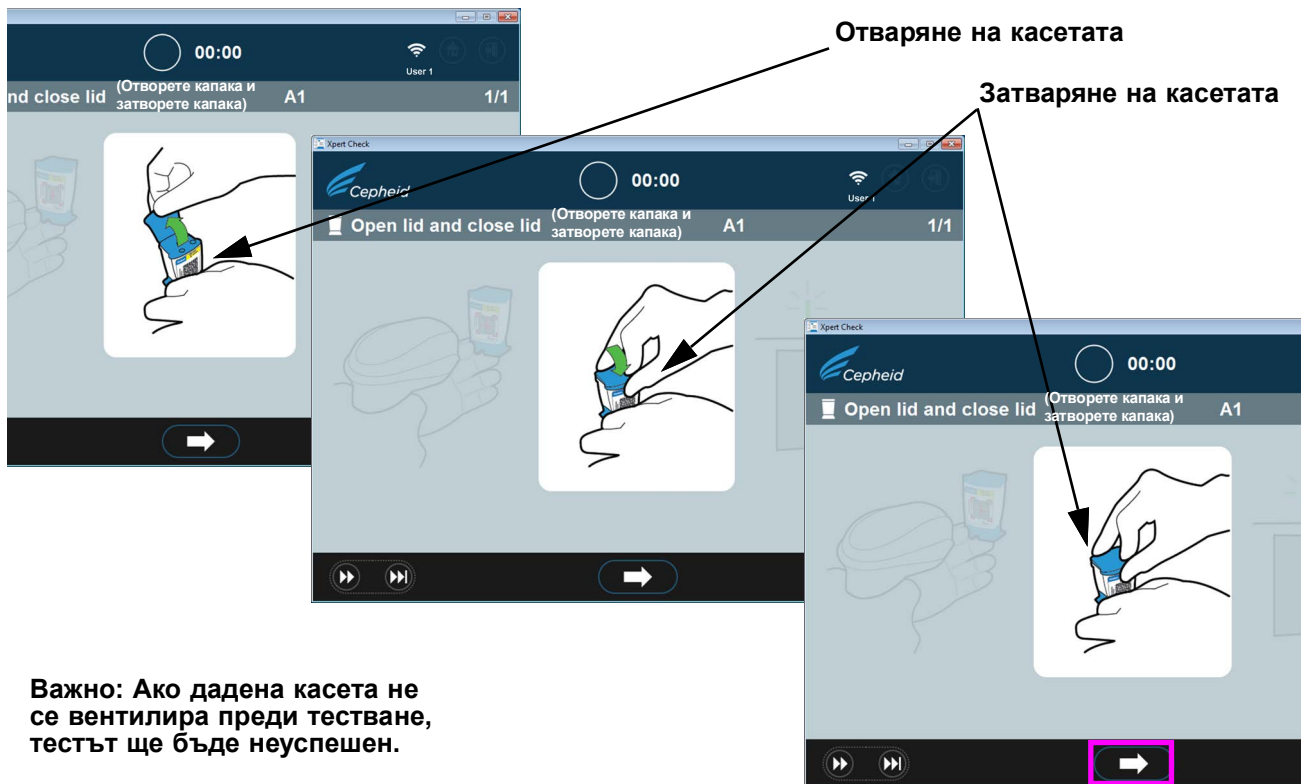 Отваряне на касетата
Затваряне на касетата
00:00
User 1
nd close lid (Отворете капака и
затворете капака) A1 1/1
Xpert Check
Cepheid
00:00
User 1
Open lid and close lid (Отворете капака и
затворете капака) A1 1/1
Xpert Check
Cepheid
00:00
Open lid and close lid (Отворете капака и
затворете капака) A1
Важно: Ако дадена касета не
се вентилира преди тестване,
тестът ще бъде неуспешен.